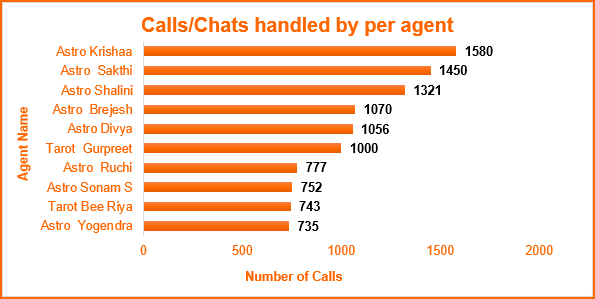 Calls/Chats handled by per agent
Agent Name
Astro Krishaa 1580
Astro Sakthi 1450
Astro Shalini 1321
Astro Brejesh 1070
Astro Divya 1056
Tarot Gurpreet 1000
Astro Ruchi 777
Astro Sonam S 752
Tarot Bee Riya 743
Astro Yogendra 735
0 500 1000 1500 2000
Number of Calls